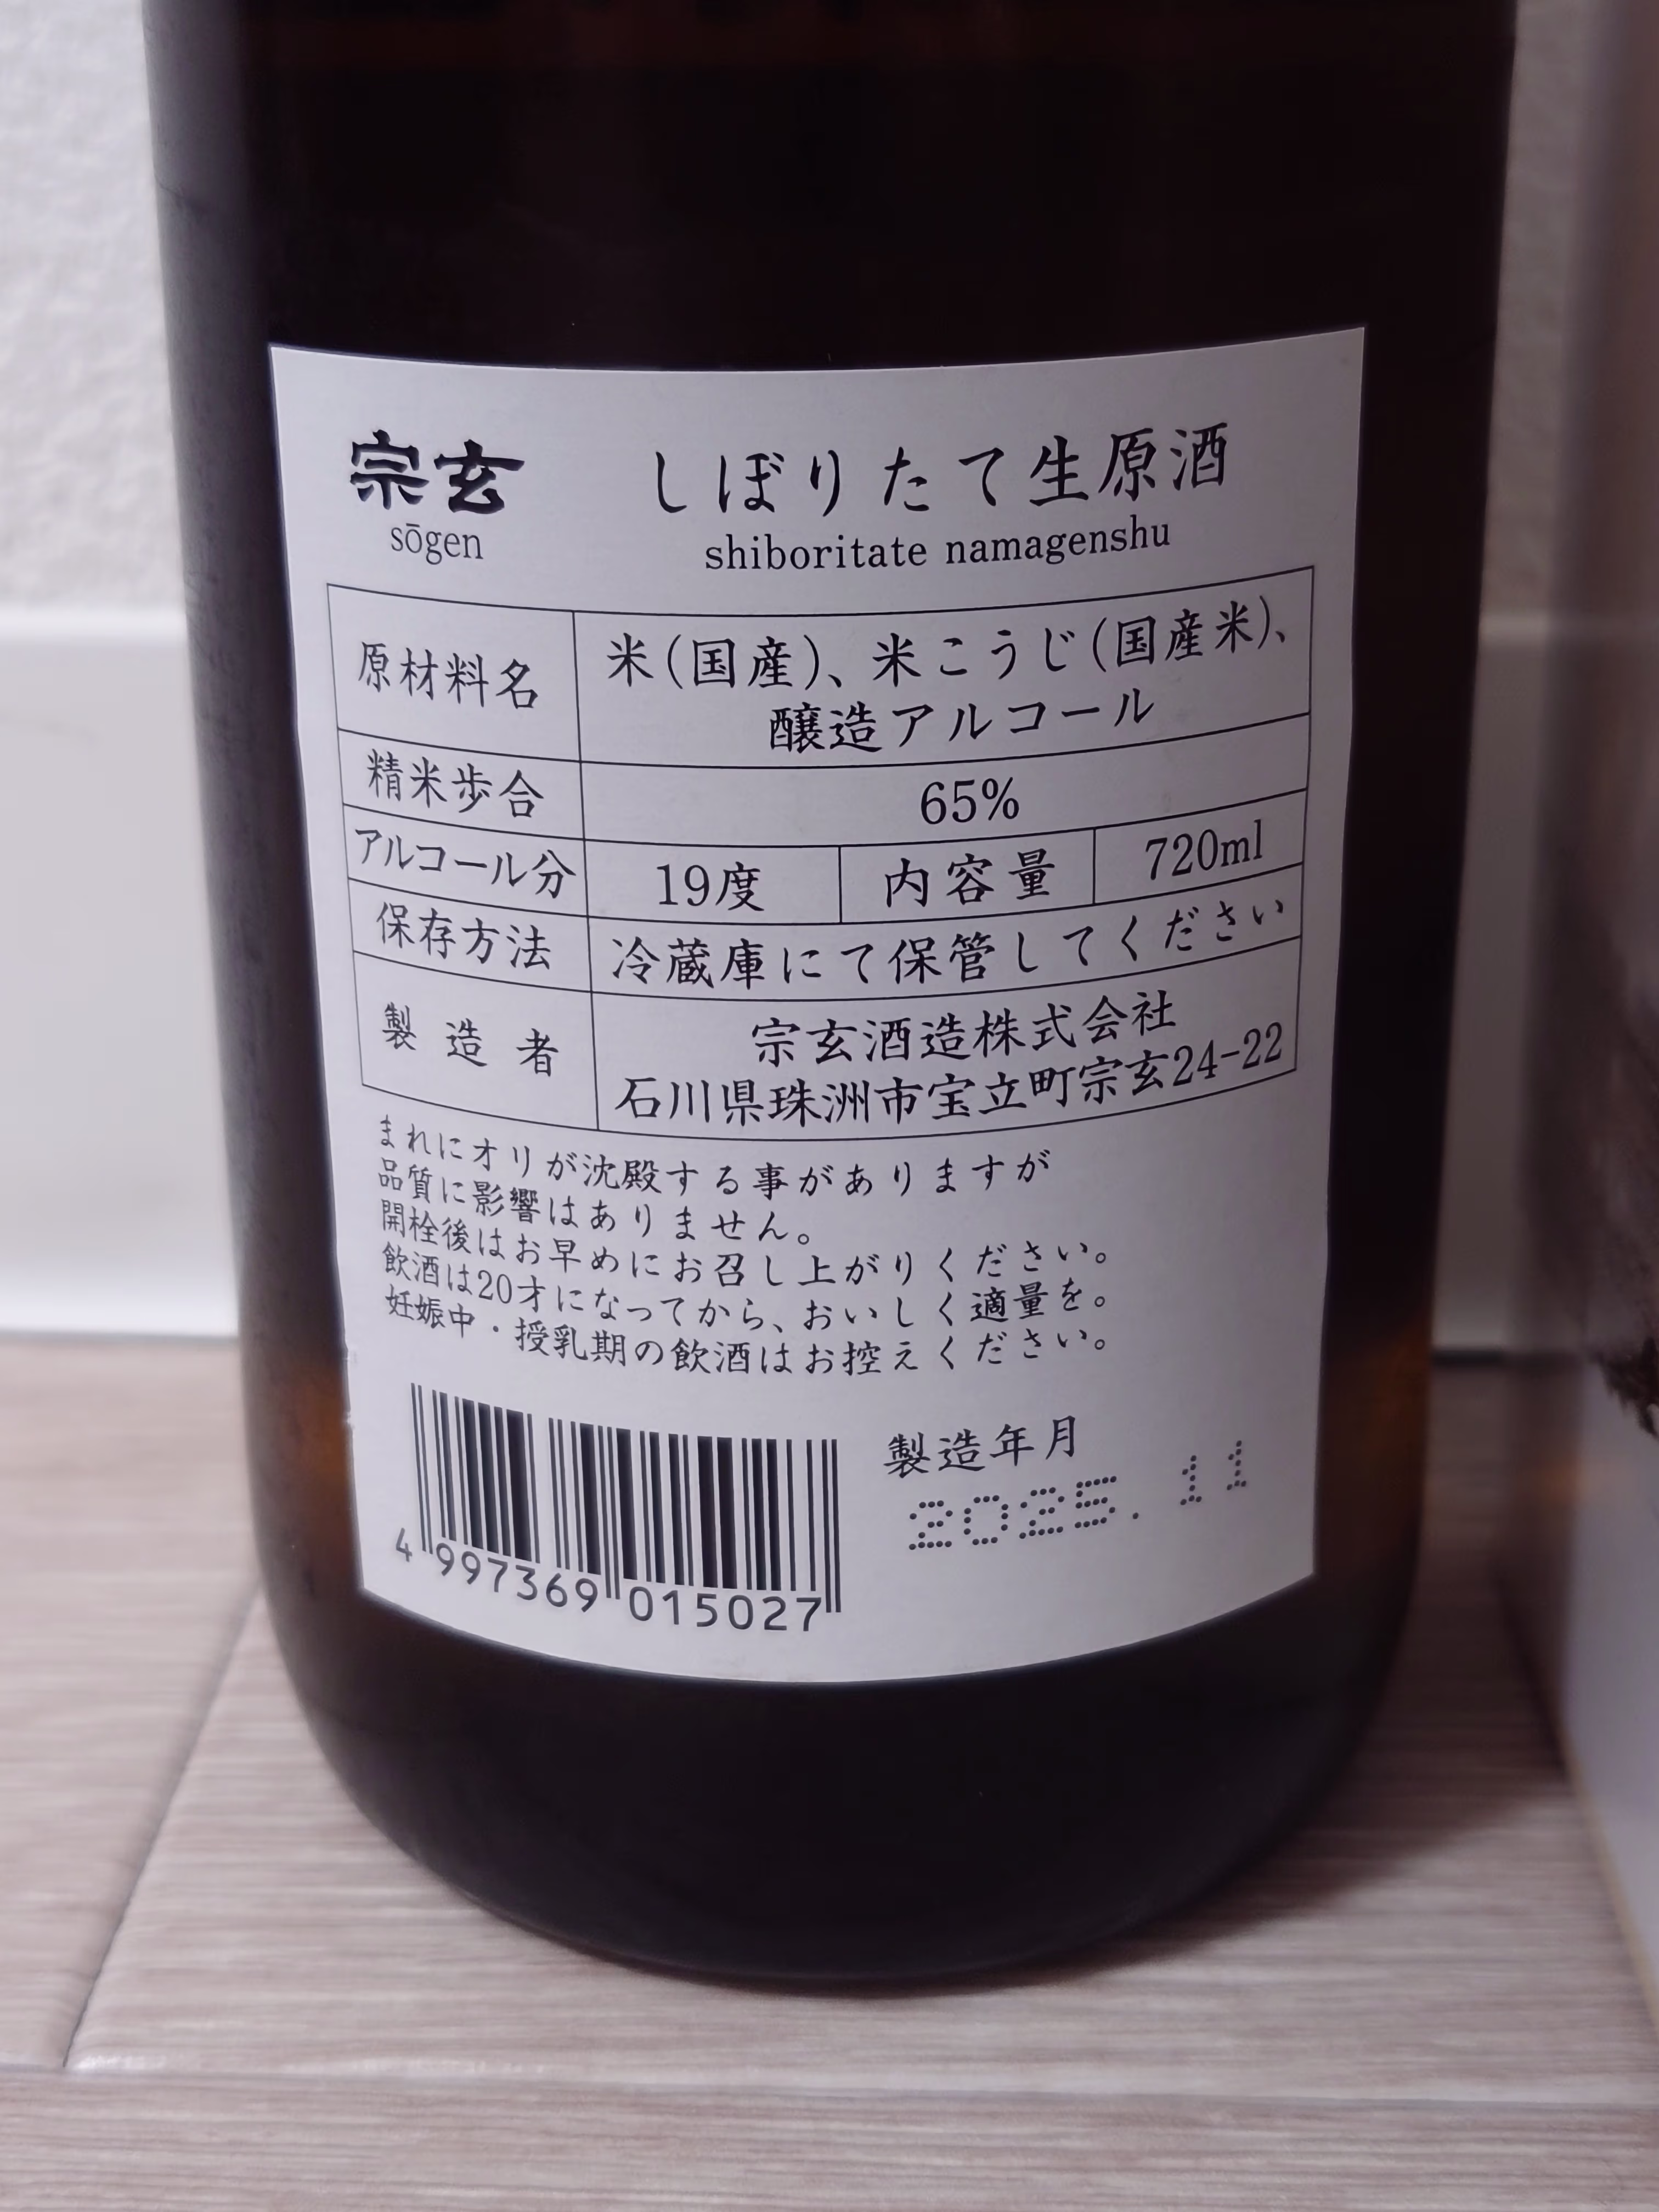 宗玄 しぼりたて生原酒
sōgen shiboritate namagenshu
原材料名 米(国産)、米こうじ(国産米)、
醸造アルコール
精米歩合 65%
アルコール分 19度 内容量 720ml
保存方法 冷蔵庫にて保管してください
製造者 宗玄酒造株式会社
石川県珠洲市宝立町宗玄24-22
まれにオリが沈殿する事がありますが
品質に影響はありません。
開栓後はお早めにお召し上がりください。
飲酒は20才になってから、おいしく適量を。
妊娠中・授乳期の飲酒はお控えください。
製造年月
2025.11
4 997369 015027